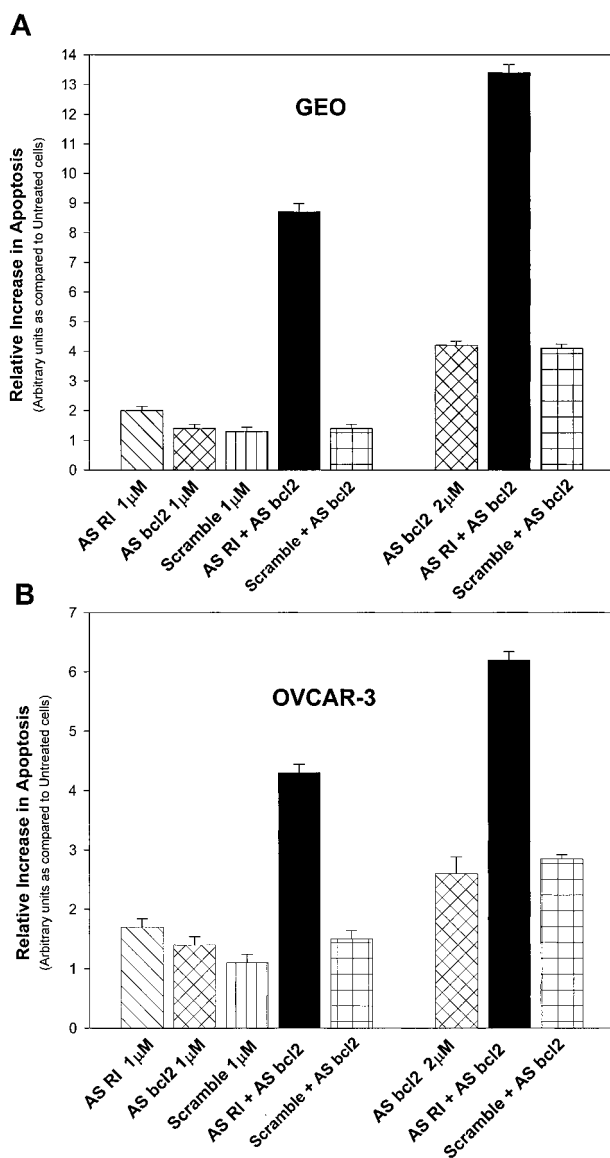 A
GEO
Relative Increase in Apoptosis
(Arbitrary units as compared to Untreated cells)
14
13
12
11
10
9
8
7
6
5
4
3
2
1
0
AS RI 1μM
AS bcl2 1μM
Scramble 1μM
AS RI + AS bcl2
Scramble + AS bcl2
AS bcl2 2μM
AS RI + AS bcl2
Scramble + AS bcl2
B
OVCAR-3
Relative Increase in Apoptosis
(Arbitrary units as compared to Untreated cells)
7
6
5
4
3
2
1
0
AS RI 1μM
AS bcl2 1μM
Scramble 1μM
AS RI + AS bcl2
Scramble + AS bcl2
AS bcl2 2μM
AS RI + AS bcl2
Scramble + AS bcl2